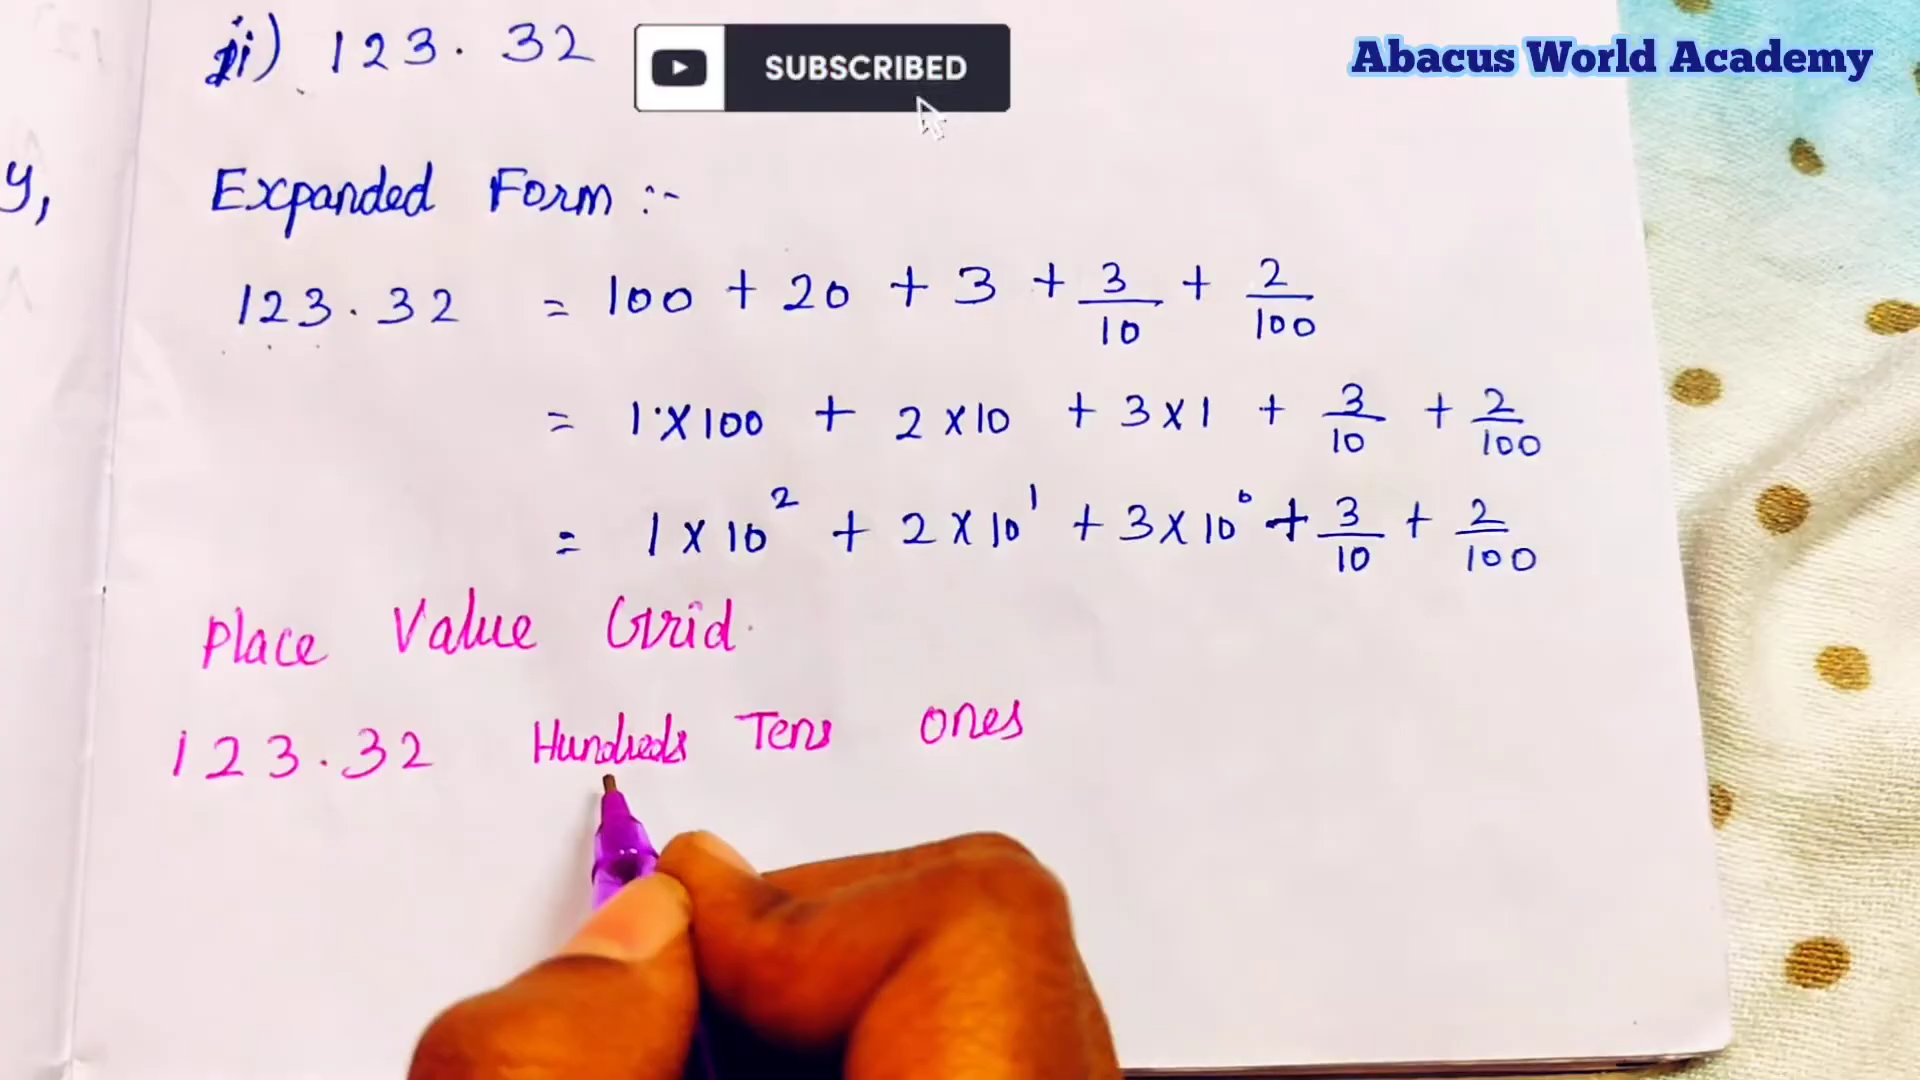 ii) 123.32
SUBSCRIBED
Abacus World Academy
y,
Expanded Form :-
123.32 = 100 + 20 + 3 + 3/10 + 2/100
= 1 × 100 + 2 × 10 + 3 × 1 + 3/10 + 2/100
= 1 × 10² + 2 × 10¹ + 3 × 10⁰ + 3/10 + 2/100
Place Value Grid
123.32 Hundreds Tens Ones